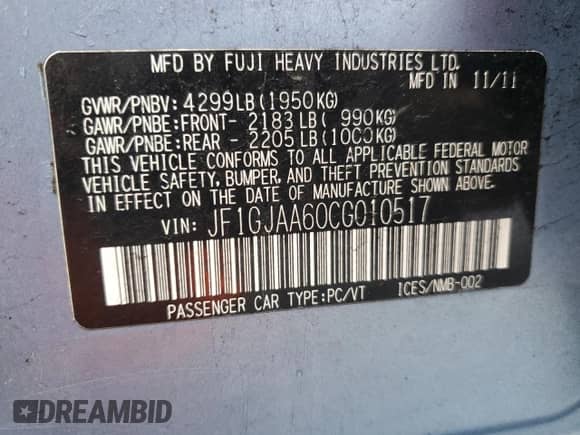 MFD BY FUJI HEAVY INDUSTRIES LTD.
MFD IN 11/11
GVWR/PNBV: 4299LB(1950KG)
GAWR/PNBE:FRONT- 2183LB( 990KG)
GAWR/PNBE:REAR - 2205LB(1000KG)
THIS VEHICLE CONFORMS TO ALL APPLICABLE FEDERAL MOTOR
VEHICLE SAFETY, BUMPER, AND THEFT PREVENTION STANDARDS
IN EFFECT ON THE DATE OF MANUFACTURE SHOWN ABOVE.
VIN: JF1GJAA60CG010517
PASSENGER CAR TYPE:PC/VT ICES/NMB-002
DREAMBID